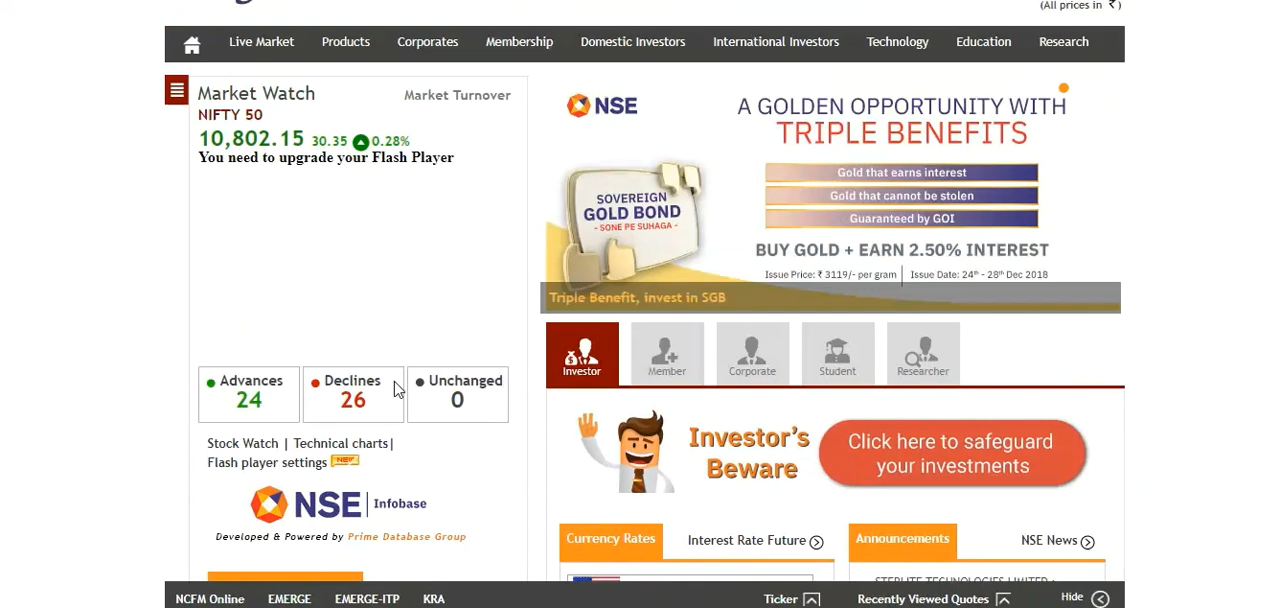 (All prices in ₹)
Live Market Products Corporates Membership Domestic Investors International Investors Technology Education Research
Market Watch Market Turnover
NIFTY 50
10,802.15 30.35 0.28%
You need to upgrade your Flash Player
Advances
24
Declines
26
Unchanged
0
Stock Watch | Technical charts|
Flash player settings NEW
NSE Infobase
Developed & Powered by Prime Database Group
NSE
A GOLDEN OPPORTUNITY WITH
TRIPLE BENEFITS
SOVEREIGN
GOLD BOND
- SONE PE SUHAGA -
Gold that earns interest
Gold that cannot be stolen
Guaranteed by GOI
BUY GOLD + EARN 2.50% INTEREST
Issue Price: ₹ 3119/- per gram | Issue Date: 24th - 28th Dec 2018
Triple Benefit, invest in SGB
Investor Member Corporate Student Researcher
Investor's
Beware
Click here to safeguard
your investments
Currency Rates Interest Rate Future
Announcements NSE News
STERLITE TECHNOLOGIES LIMITED :
NCFM Online EMERGE EMERGE-ITP KRA Ticker Recently Viewed Quotes Hide